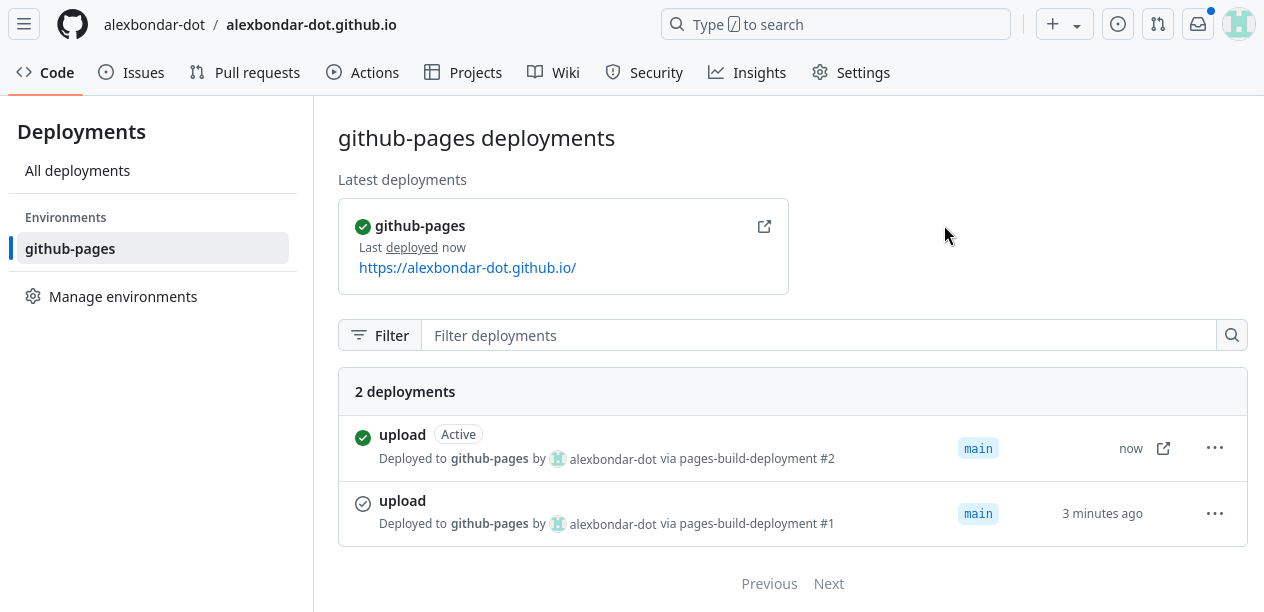 alexbondar-dot / alexbondar-dot.github.io
Type / to search
Code Issues Pull requests Actions Projects Wiki Security Insights Settings
Deployments
All deployments
Environments
github-pages
Manage environments
github-pages deployments
Latest deployments
github-pages
Last deployed now
https://alexbondar-dot.github.io/
Filter Filter deployments
2 deployments
upload Active
Deployed to github-pages by alexbondar-dot via pages-build-deployment #2
main now
upload
Deployed to github-pages by alexbondar-dot via pages-build-deployment #1
main 3 minutes ago
Previous Next